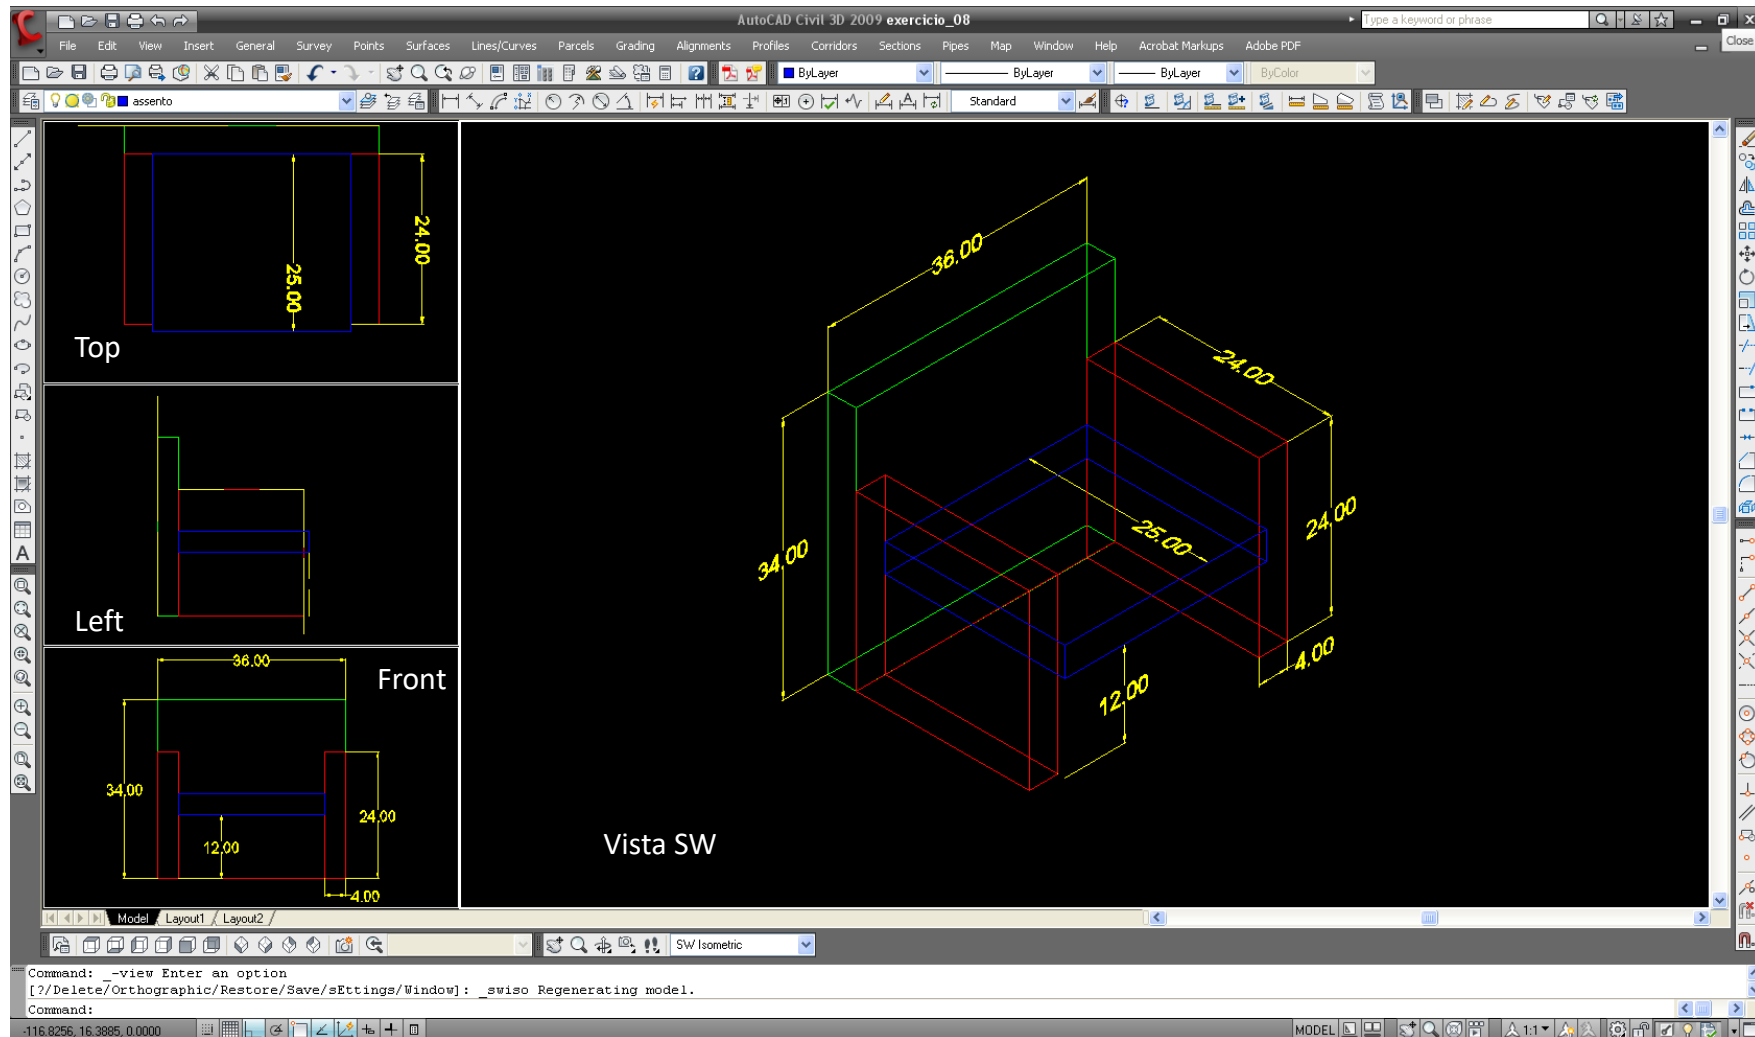 AutoCAD Civil 3D 2009 exercicio_08
Type a keyword or phrase
Close
File Edit View Insert General Survey Points Surfaces Lines/Curves Parcels Grading Alignments Profiles Corridors Sections Pipes Map Window Help Acrobat Markups Adobe PDF
ByLayer ByLayer ByLayer ByColor
assento Standard
25.00
24.00
Top
Left
36.00
Front
34.00
24.00
12.00
4.00
36.00
24.00
25.00
24.00
34.00
4.00
12.00
Vista SW
Model Layout1 Layout2
SW Isometric
Command: _-view Enter an option
[?/Delete/Orthographic/Restore/Save/sEttings/Window]: _swiso Regenerating model.
Command:
-116.8256, 16.3885, 0.0000
MODEL 1:1